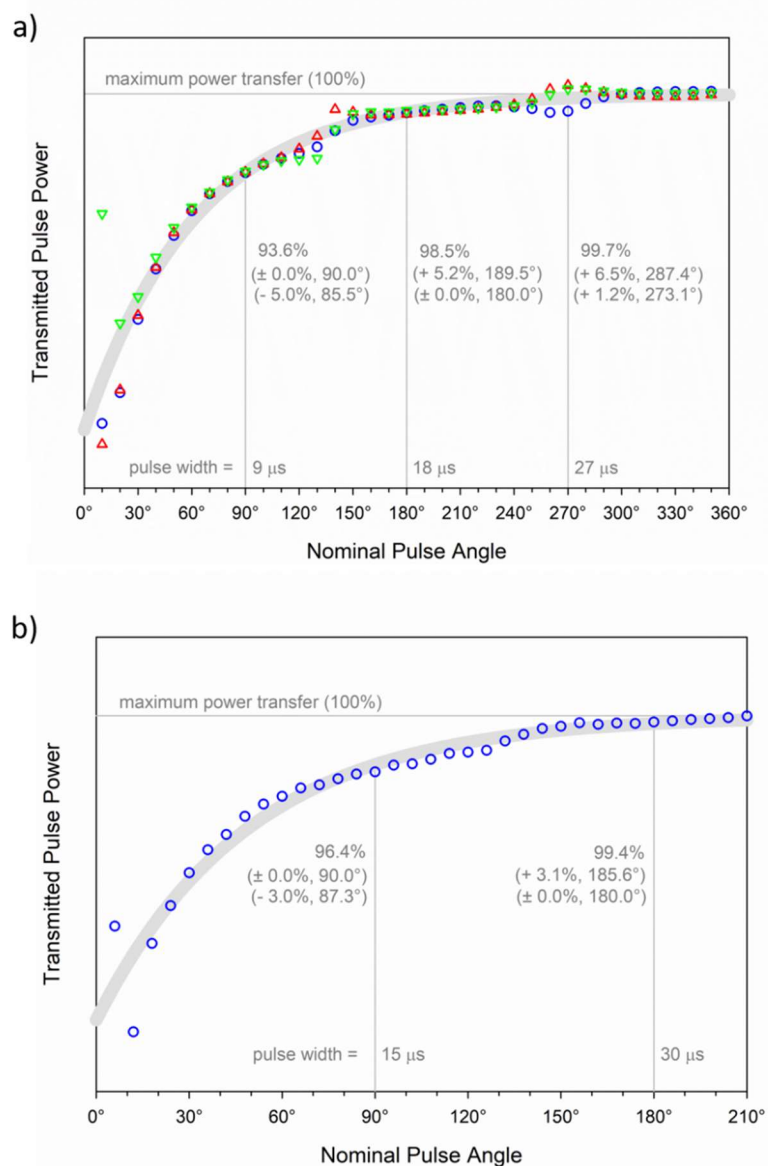 a)
maximum power transfer (100%)
Transmitted Pulse Power
93.6%
(± 0.0%, 90.0°)
(- 5.0%, 85.5°)
98.5%
(+ 5.2%, 189.5°)
(± 0.0%, 180.0°)
99.7%
(+ 6.5%, 287.4°)
(+ 1.2%, 273.1°)
pulse width = 9 μs 18 μs 27 μs
0° 30° 60° 90° 120° 150° 180° 210° 240° 270° 300° 330° 360°
Nominal Pulse Angle
b)
maximum power transfer (100%)
Transmitted Pulse Power
96.4%
(± 0.0%, 90.0°)
(- 3.0%, 87.3°)
99.4%
(+ 3.1%, 185.6°)
(± 0.0%, 180.0°)
pulse width = 15 μs 30 μs
0° 30° 60° 90° 120° 150° 180° 210°
Nominal Pulse Angle